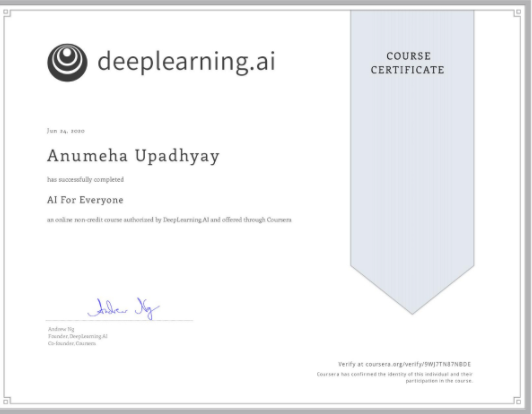 deeplearning.ai
COURSE
CERTIFICATE
Jun 24, 2020
Anumeha Upadhyay
has successfully completed
AI For Everyone
an online non-credit course authorized by DeepLearning.AI and offered through Coursera
Andrew Ng
Andrew Ng
Founder, DeepLearning.AI
Co-founder, Coursera
Verify at coursera.org/verify/9WJ7TN87NBDE
Coursera has confirmed the identity of this individual and their
participation in the course.